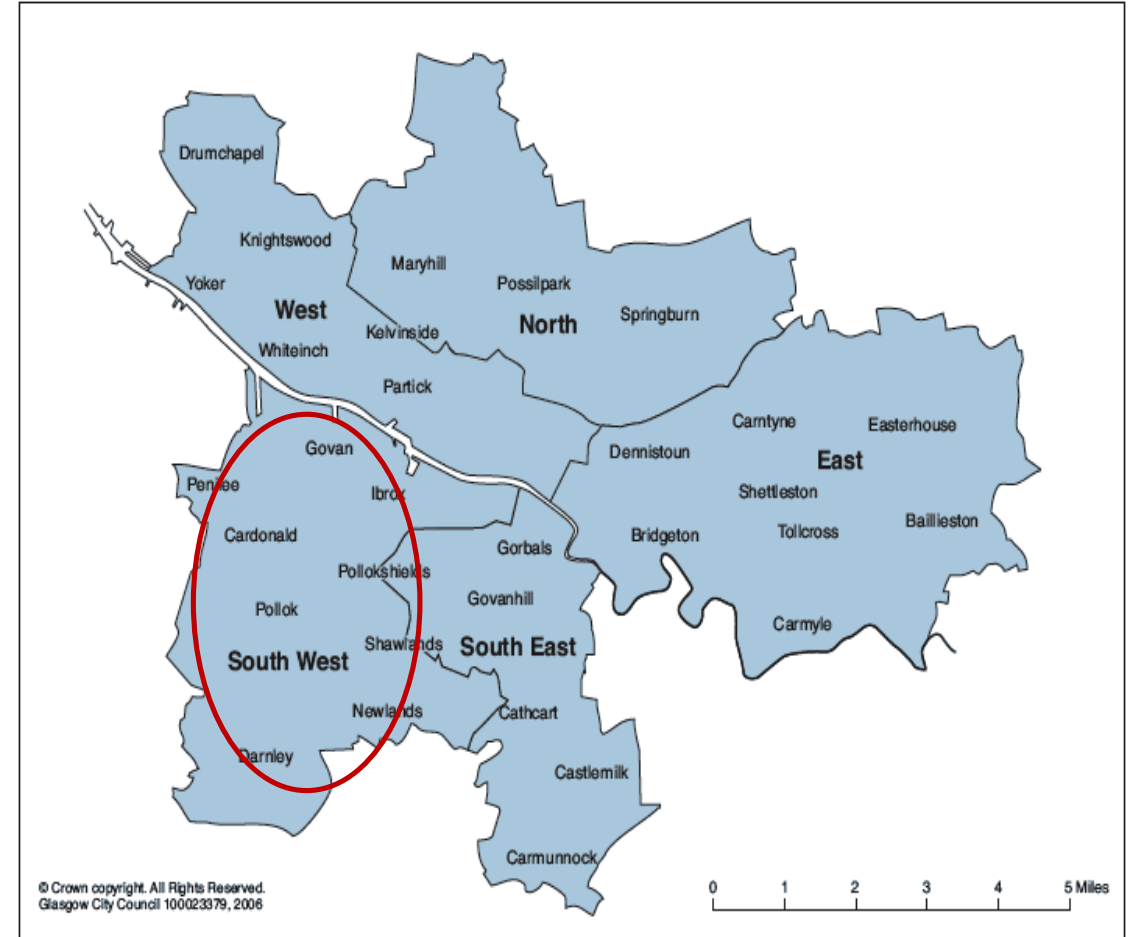 Drumchapel
Knightswood
Maryhill
Yoker
Possilpark
West
North
Springburn
Kelvinside
Whiteinch
Partick
Carntyne
Easterhouse
Govan
Dennistoun
East
Penilee
Ibrox
Shettleston
Cardonald
Bridgeton
Tollcross
Baillieston
Gorbals
Pollokshields
Pollok
Govanhill
Carmyle
Shawlands
South West
South East
Newlands
Cathcart
Darnley
Castlemilk
Carmunnock
© Crown copyright. All Rights Reserved.
Glasgow City Council 100023379, 2006
0 1 2 3 4 5 Miles